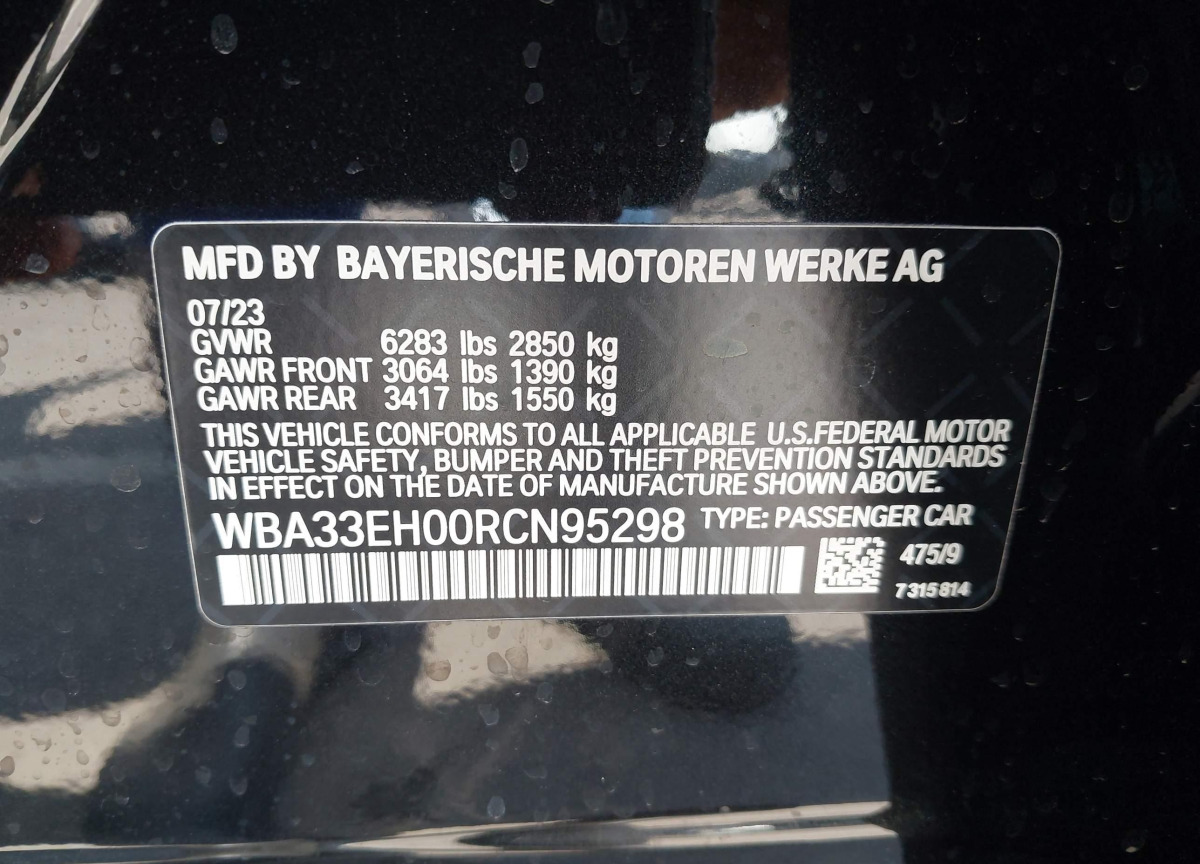 MFD BY BAYERISCHE MOTOREN WERKE AG
07/23
GVWR 6283 lbs 2850 kg
GAWR FRONT 3064 lbs 1390 kg
GAWR REAR 3417 lbs 1550 kg
THIS VEHICLE CONFORMS TO ALL APPLICABLE U.S.FEDERAL MOTOR
VEHICLE SAFETY, BUMPER AND THEFT PREVENTION STANDARDS
IN EFFECT ON THE DATE OF MANUFACTURE SHOWN ABOVE.
WBA33EH00RCN95298 TYPE: PASSENGER CAR
475/9
7 315 814